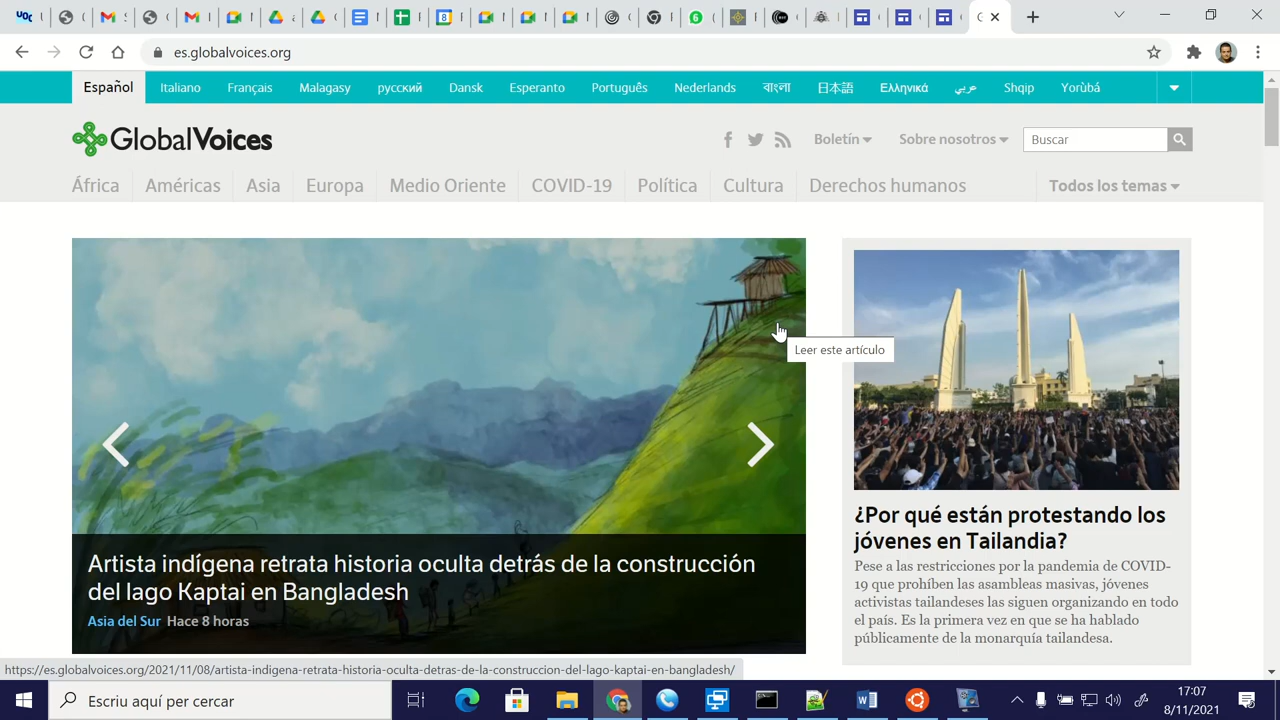 es.globalvoices.org
Español Italiano Français Malagasy русский Dansk Esperanto Português Nederlands বাংলা 日本語 Ελληνικά عربي Shqip Yorùbá
GlobalVoices
Boletín Sobre nosotros Buscar
África Américas Asia Europa Medio Oriente COVID-19 Política Cultura Derechos humanos Todos los temas
Leer este artículo
Artista indígena retrata historia oculta detrás de la construcción
del lago Kaptai en Bangladesh
Asia del Sur Hace 8 horas
¿Por qué están protestando los
jóvenes en Tailandia?
Pese a las restricciones por la pandemia de COVID-
19 que prohíben las asambleas masivas, jóvenes
activistas tailandeses las siguen organizando en todo
el país. Es la primera vez en que se ha hablado
públicamente de la monarquía tailandesa.
https://es.globalvoices.org/2021/11/08/artista-indigena-retrata-historia-oculta-detras-de-la-construccion-del-lago-kaptai-en-bangladesh/
Escriu aquí per cercar
17:07
8/11/2021